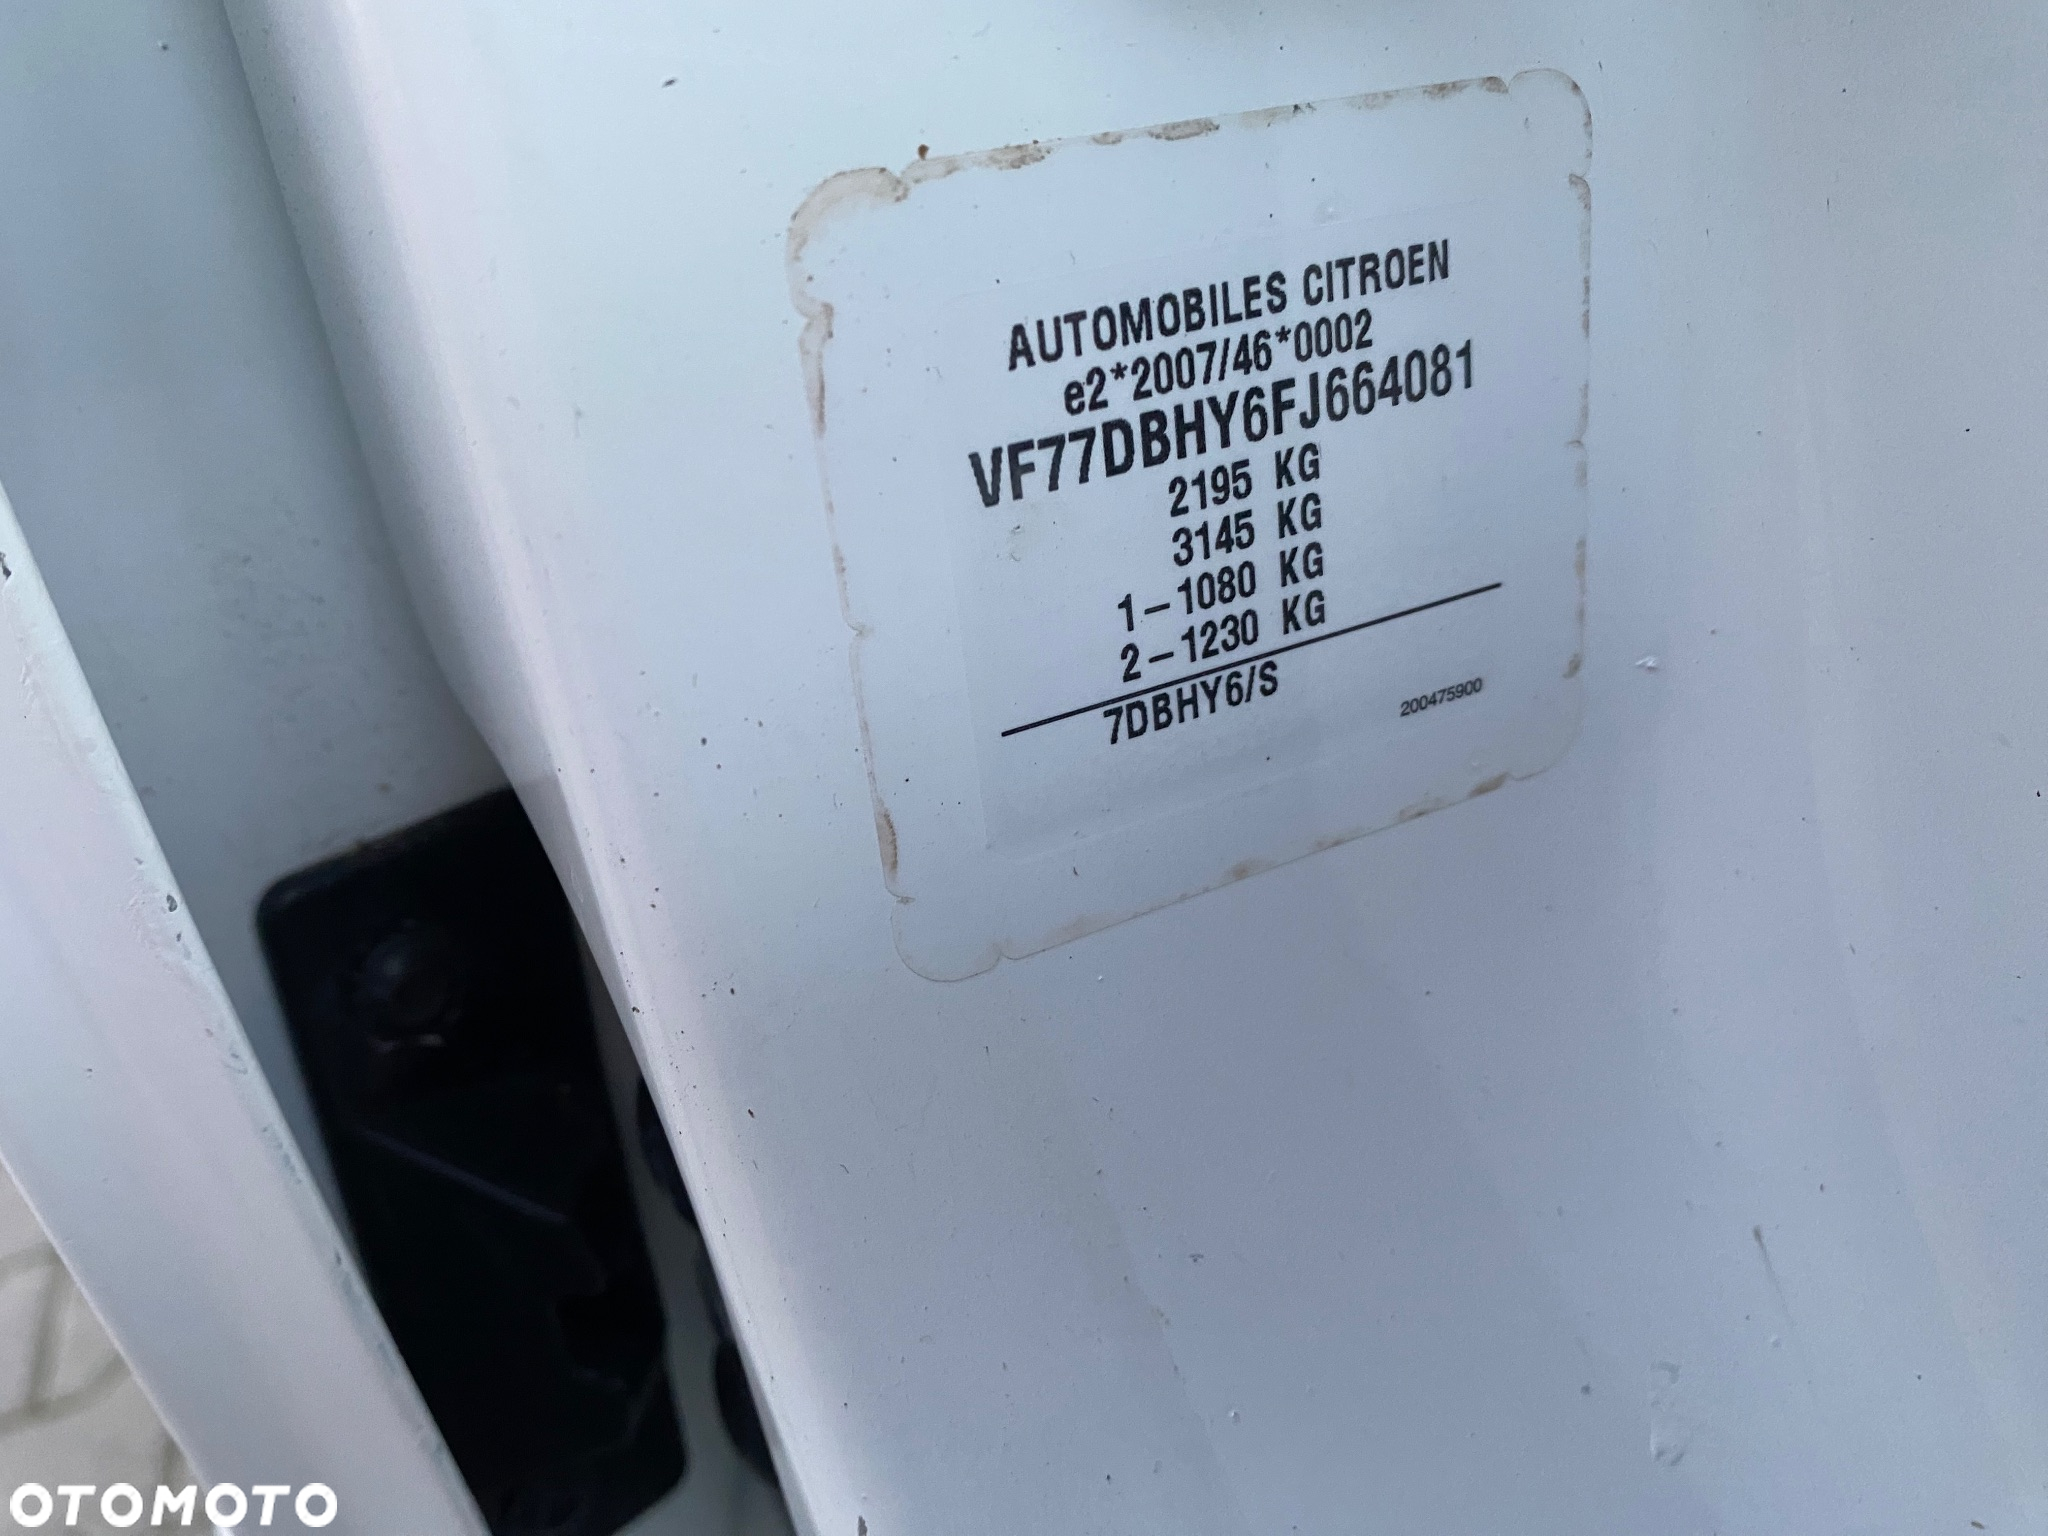 AUTOMOBILES CITROEN
e2*2007/46*0002
VF77DBHY6FJ664081
2195 KG
3145 KG
1-1080 KG
2-1230 KG
7DBHY6/S
200475900
OTOMOTO